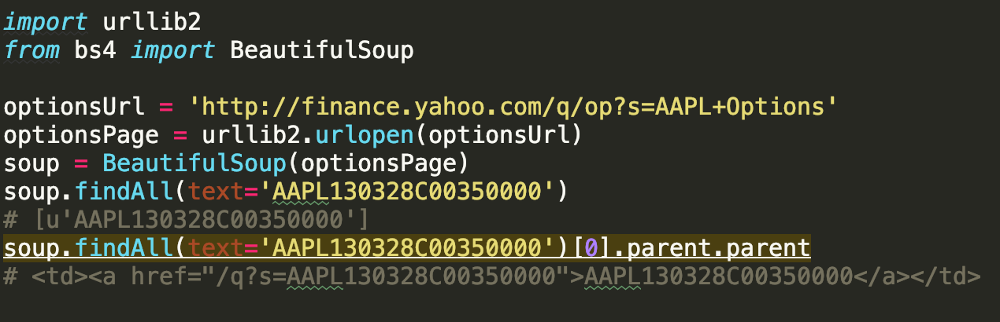 import urllib2
from bs4 import BeautifulSoup
optionsUrl = 'http://finance.yahoo.com/q/op?s=AAPL+Options'
optionsPage = urllib2.urlopen(optionsUrl)
soup = BeautifulSoup(optionsPage)
soup.findAll(text='AAPL130328C00350000')
# [u'AAPL130328C00350000']
soup.findAll(text='AAPL130328C00350000')[0].parent.parent
# <td><a href="/q?s=AAPL130328C00350000">AAPL130328C00350000</a></td>